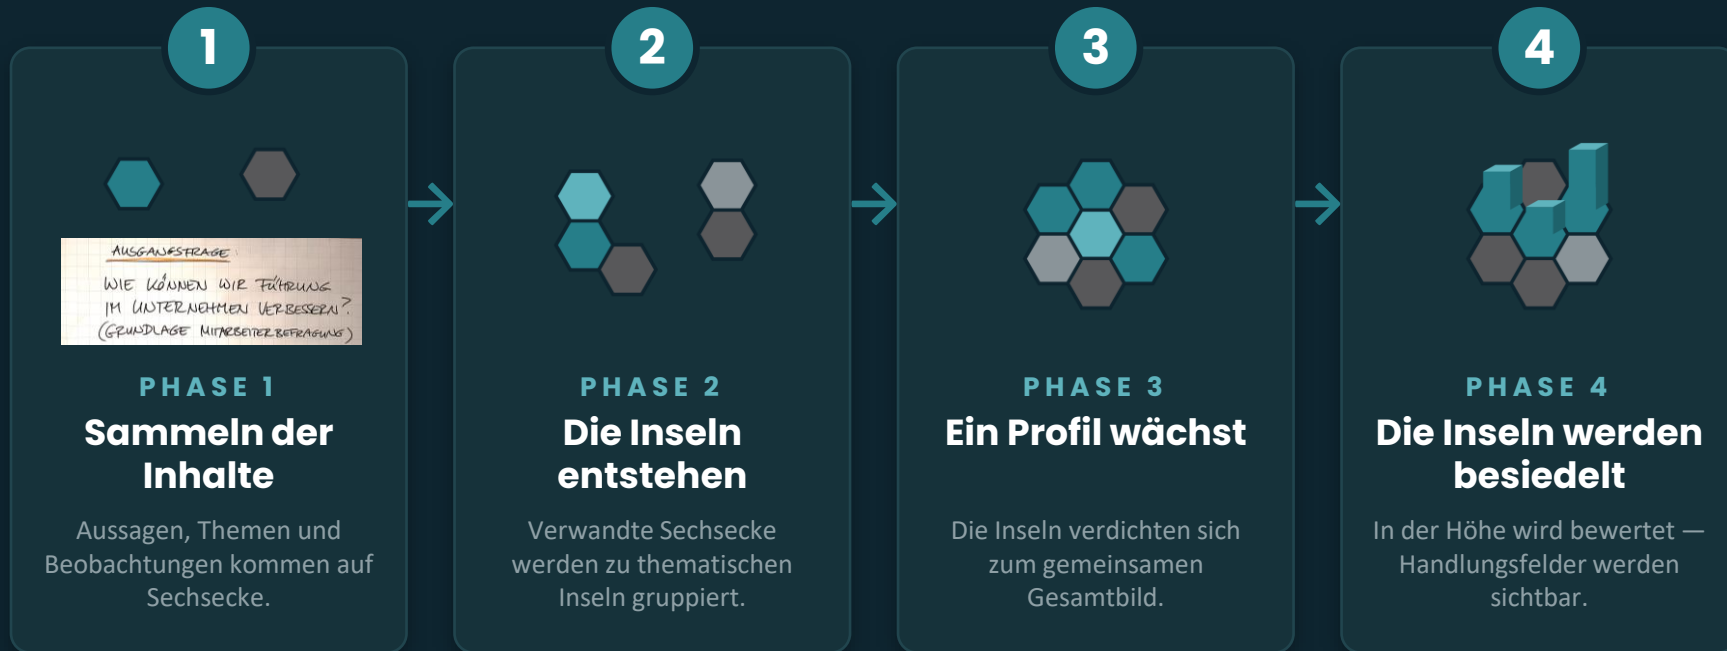 1
AUSGANGSFRAGE
WIE KÖNNEN WIR FÜHRUNG
IM UNTERNEHMEN VERBESSERN?
(GRUNDLAGE MITARBEITERBEFRAGUNG)
PHASE 1
Sammeln der
Inhalte
Aussagen, Themen und
Beobachtungen kommen auf
Sechsecke.
2
PHASE 2
Die Inseln
entstehen
Verwandte Sechsecke
werden zu thematischen
Inseln gruppiert.
3
PHASE 3
Ein Profil wächst
Die Inseln verdichten sich
zum gemeinsamen
Gesamtbild.
4
PHASE 4
Die Inseln werden
besiedelt
In der Höhe wird bewertet —
Handlungsfelder werden
sichtbar.